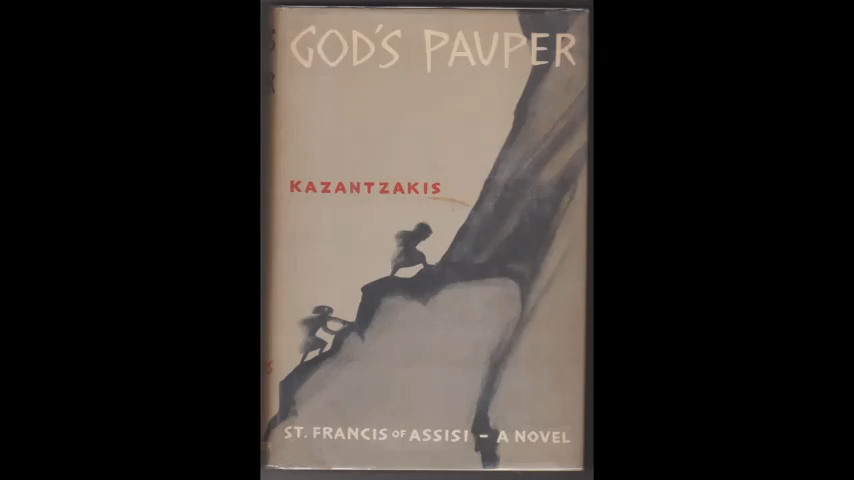 GOD'S PAUPER
KAZANTZAKIS
ST. FRANCIS OF ASSISI - A NOVEL